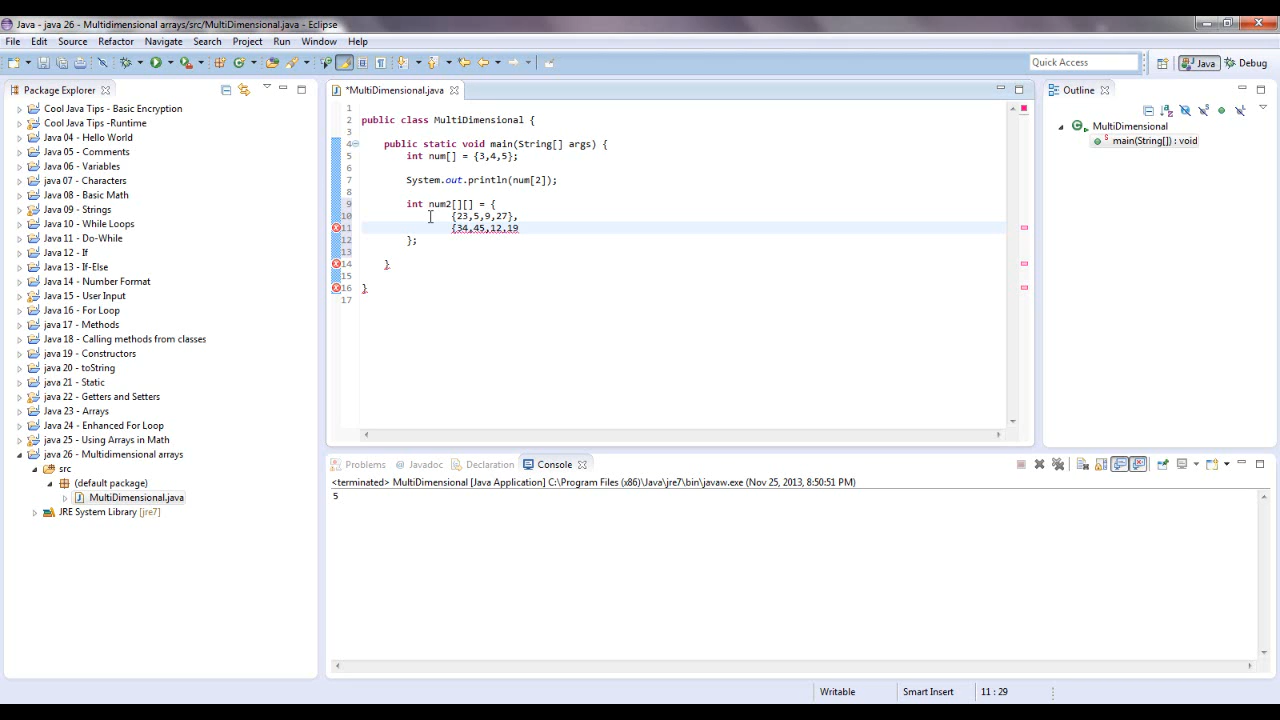 Java - java 26 - Multidimensional arrays/src/MultiDimensional.java - Eclipse
File Edit Source Refactor Navigate Search Project Run Window Help
Quick Access Java Debug
Package Explorer
Cool Java Tips - Basic Encryption
Cool Java Tips -Runtime
Java 04 - Hello World
Java 05 - Comments
Java 06 - Variables
java 07 - Characters
Java 08 - Basic Math
Java 09 - Strings
Java 10 - While Loops
Java 11 - Do-While
Java 12 - If
Java 13 - If-Else
Java 14 - Number Format
Java 15 - User Input
Java 16 - For Loop
java 17 - Methods
Java 18 - Calling methods from classes
java 19 - Constructors
java 20 - toString
java 21 - Static
java 22 - Getters and Setters
Java 23 - Arrays
Java 24 - Enhanced For Loop
java 25 - Using Arrays in Math
java 26 - Multidimensional arrays
src
(default package)
MultiDimensional.java
JRE System Library [jre7]
*MultiDimensional.java
1
2 public class MultiDimensional {
3
4 public static void main(String[] args) {
5 int num[] = {3,4,5};
6
7 System.out.println(num[2]);
8
9 int num2[][] = {
10 {23,5,9,27},
11 {34,45,12,19
12 };
13
14 }
15
16 }
17
Outline
MultiDimensional
main(String[]) : void
Problems Javadoc Declaration Console
<terminated> MultiDimensional [Java Application] C:\Program Files (x86)\Java\jre7\bin\javaw.exe (Nov 25, 2013, 8:50:51 PM)
5
Writable Smart Insert 11 : 29